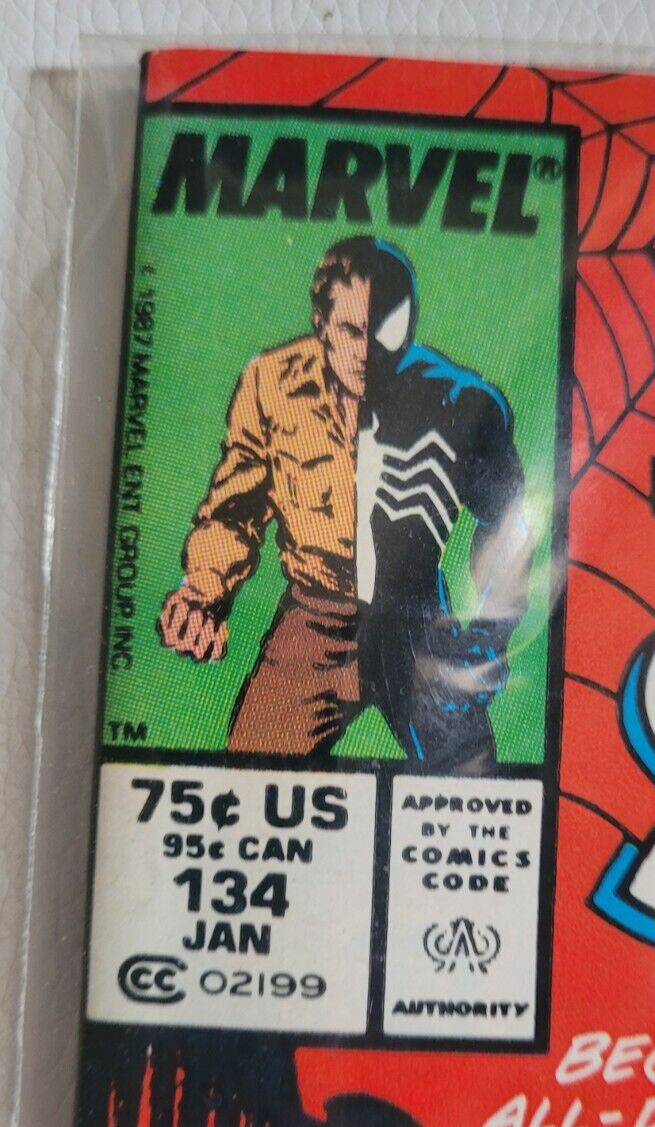 MARVEL®
© 1987 MARVEL ENT. GROUP INC.
TM
75¢ US
95¢ CAN
134
JAN
CC 02199
APPROVED
BY THE
COMICS
CODE
A
AUTHORITY